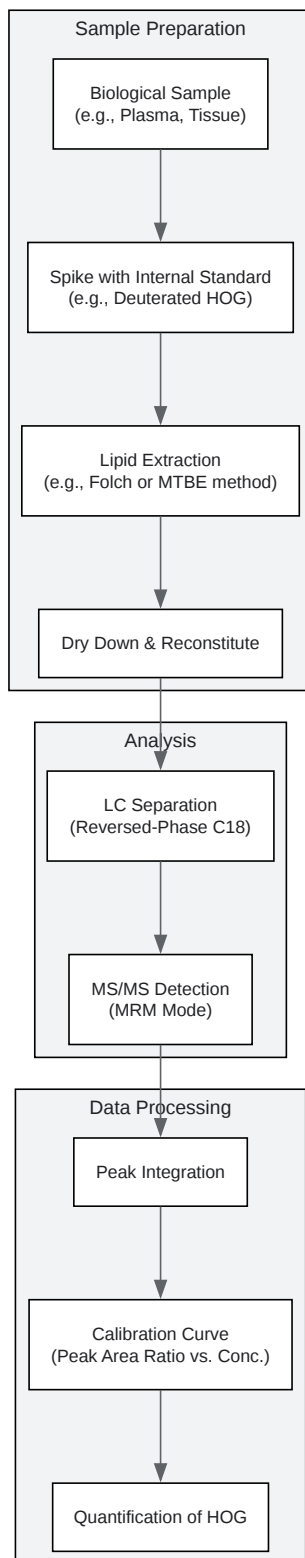 Sample Preparation
Biological Sample
(e.g., Plasma, Tissue)
Spike with Internal Standard
(e.g., Deuterated HOG)
Lipid Extraction
(e.g., Folch or MTBE method)
Dry Down & Reconstitute
Analysis
LC Separation
(Reversed-Phase C18)
MS/MS Detection
(MRM Mode)
Data Processing
Peak Integration
Calibration Curve
(Peak Area Ratio vs. Conc.)
Quantification of HOG